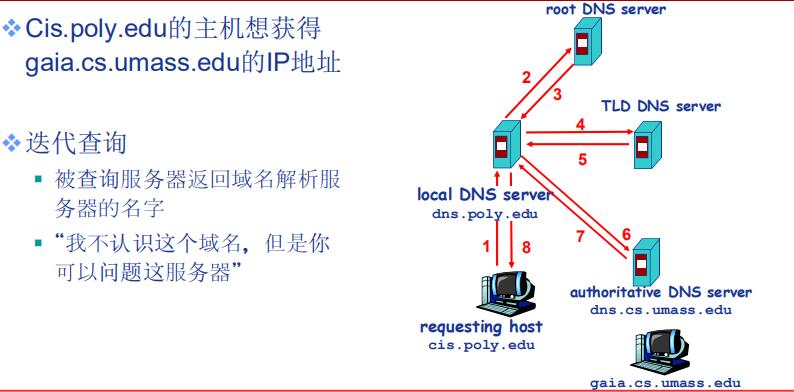 Cis.poly.edu的主机想获得
gaia.cs.umass.edu的IP地址
迭代查询
被查询服务器返回域名解析服
务器的名字
“我不认识这个域名，但是你
可以问题这服务器”
root DNS server
2
3
TLD DNS server
4
5
local DNS server
dns.poly.edu
1
8
7
6
authoritative DNS server
dns.cs.umass.edu
requesting host
cis.poly.edu
gaia.cs.umass.edu